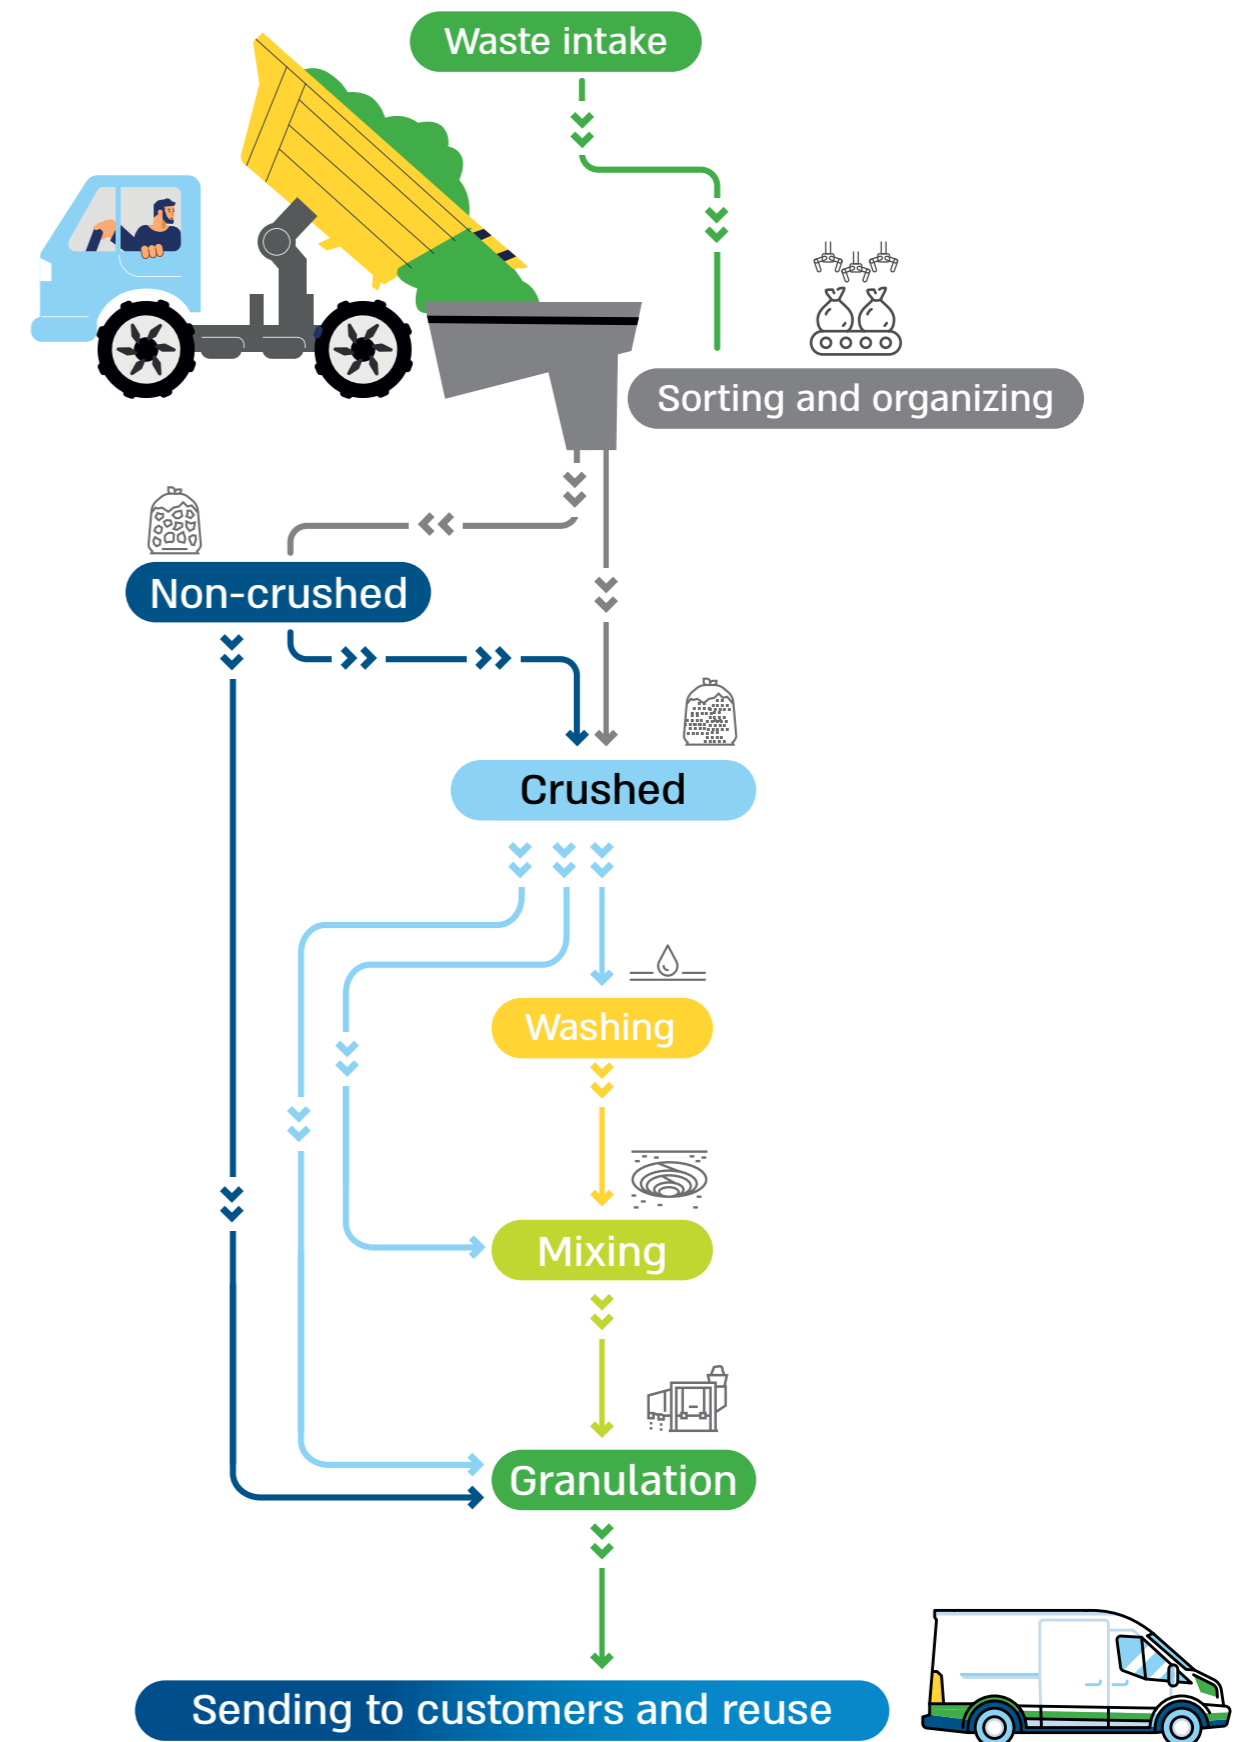 Waste intake
Sorting and organizing
Non-crushed
Crushed
Washing
Mixing
Granulation
Sending to customers and reuse